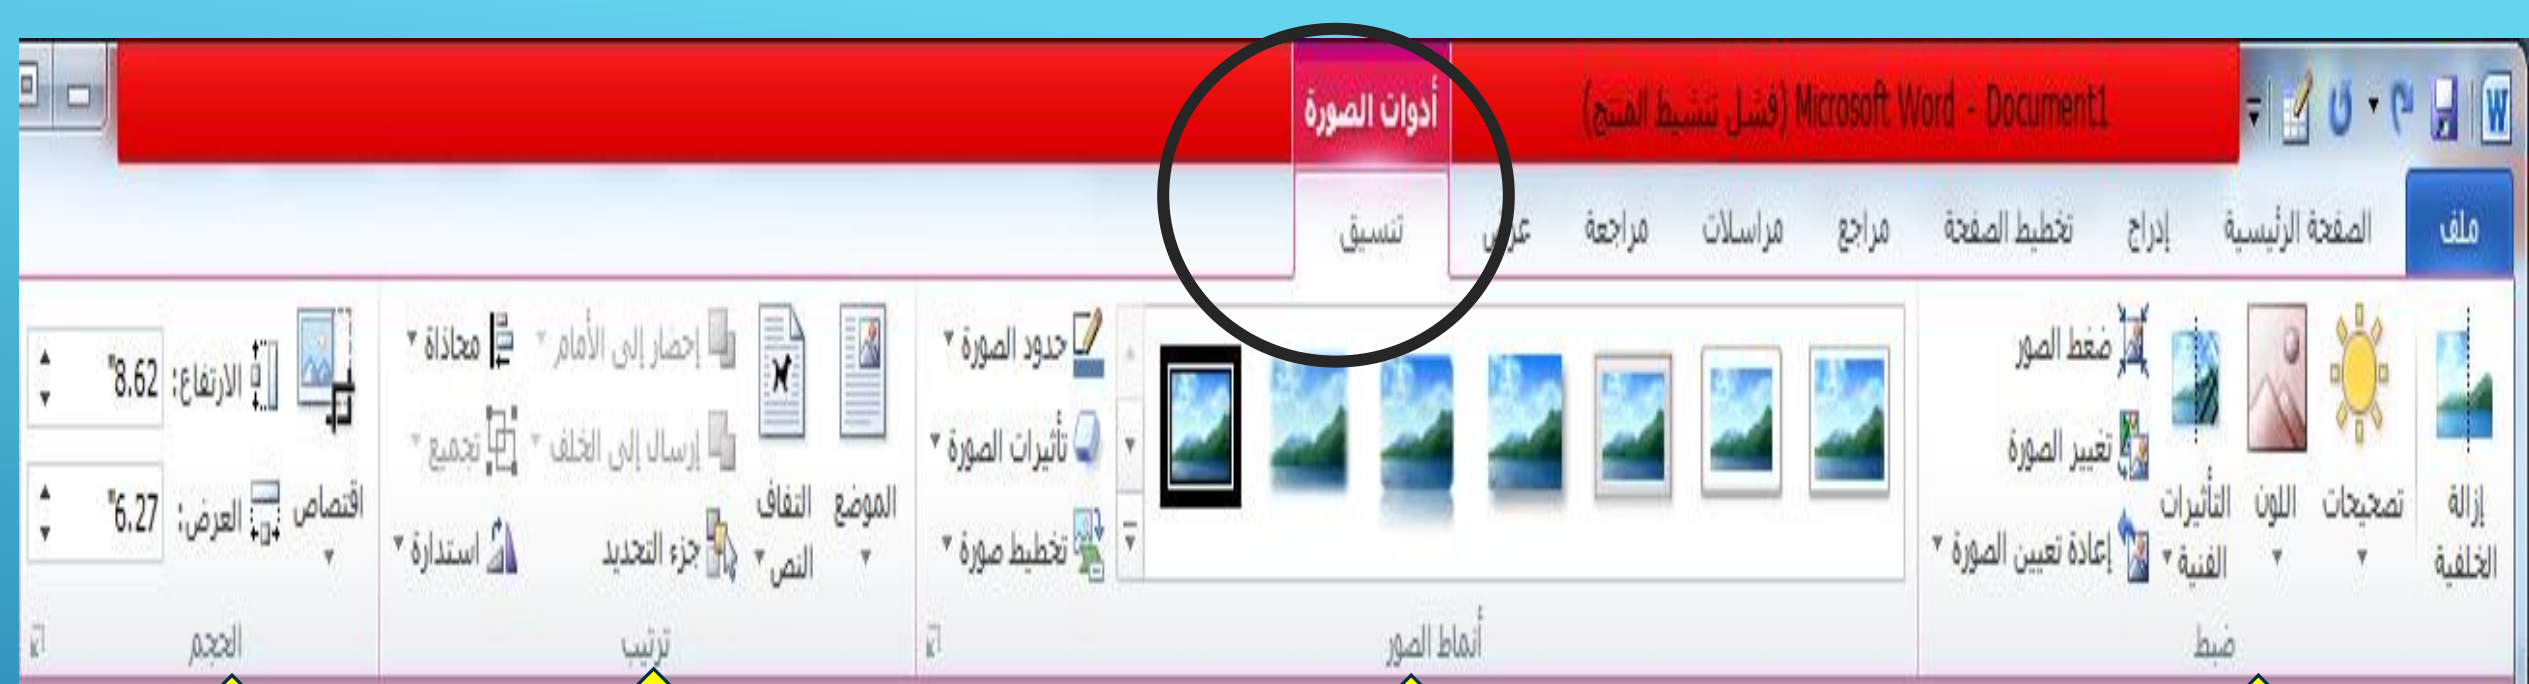 Microsoft Word - Document1 (فشل تنشيط المنتج)
أدوات الصورة
ملف
الصفحة الرئيسية
إدراج
تخطيط الصفحة
مراجع
مراسلات
مراجعة
عرض
تنسيق
إزالة
الخلفية
تصحيحات
اللون
التأثيرات
الفنية
ضغط الصور
تغيير الصورة
إعادة تعيين الصورة
ضبط
حدود الصورة
تأثيرات الصورة
تخطيط صورة
أنماط الصور
الموضع
التفاف
النص
إحضار إلى الأمام
إرسال إلى الخلف
جزء التحديد
محاذاة
تجميع
استدارة
ترتيب
اقتصاص
الارتفاع: 8.62"
العرض: 6.27"
الحجم